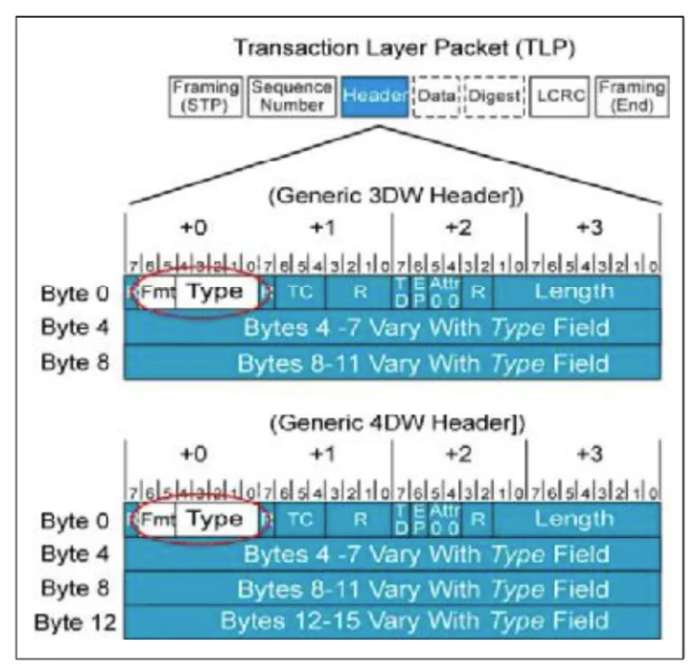 Transaction Layer Packet (TLP)
Framing (STP) Sequence Number Header Data Digest LCRC Framing (End)
(Generic 3DW Header])
+0 +1 +2 +3
7 6 5 4 3 2 1 0 7 6 5 4 3 2 1 0 7 6 5 4 3 2 1 0 7 6 5 4 3 2 1 0
Byte 0 R Fmt Type R TC R TD EP Attr 0 0 R Length
Byte 4 Bytes 4 -7 Vary With Type Field
Byte 8 Bytes 8-11 Vary With Type Field
(Generic 4DW Header])
+0 +1 +2 +3
7 6 5 4 3 2 1 0 7 6 5 4 3 2 1 0 7 6 5 4 3 2 1 0 7 6 5 4 3 2 1 0
Byte 0 R Fmt Type R TC R TD EP Attr 0 0 R Length
Byte 4 Bytes 4 -7 Vary With Type Field
Byte 8 Bytes 8-11 Vary With Type Field
Byte 12 Bytes 12-15 Vary With Type Field